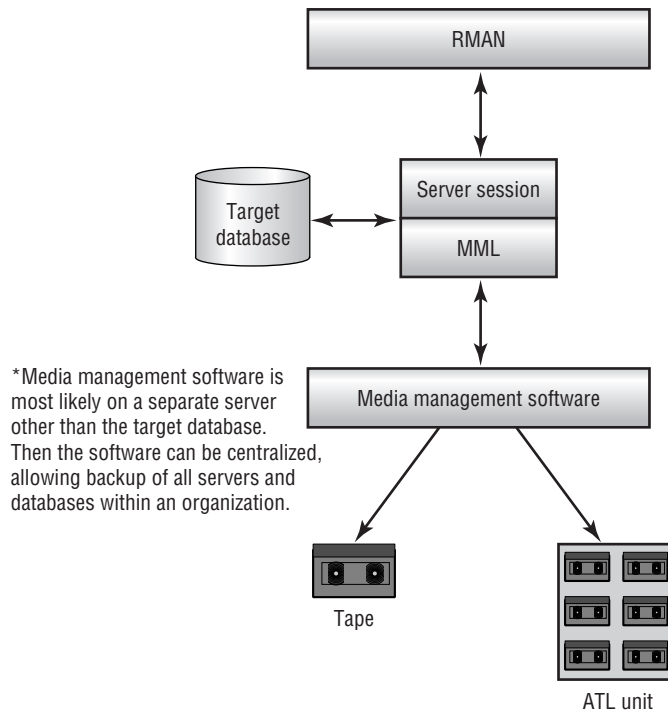 RMAN
Server session
Target
database
MML
*Media management software is
most likely on a separate server
other than the target database.
Then the software can be centralized,
allowing backup of all servers and
databases within an organization.
Media management software
Tape
ATL unit